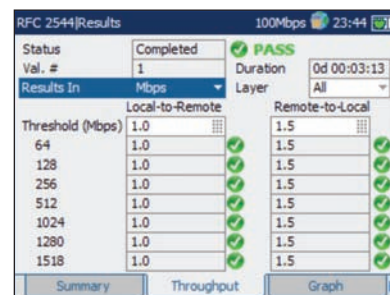 RFC 2544|Results 100Mbps 23:44
Status Completed PASS
Val. # 1 Duration 0d 00:03:13
Results In Mbps Layer All
Local-to-Remote Remote-to-Local
Threshold (Mbps) 1.0 1.5
64 1.0 1.5
128 1.0 1.5
256 1.0 1.5
512 1.0 1.5
1024 1.0 1.5
1280 1.0 1.5
1518 1.0 1.5
Summary Throughput Graph